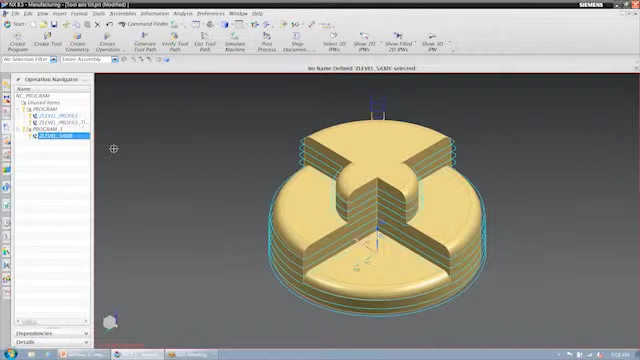 NX 8.5 - Manufacturing - [Tool axis tilt.prt (Modified)]
SIEMENS
File Edit View Insert Format Tools Assemblies Information Analysis Preferences Window Help
Start
Command Finder
Create Program
Create Tool
Create Geometry
Create Operation
Generate Tool Path
Verify Tool Path
List Tool Path
Simulate Machine
Shop Document...
Select 2D IPWs
Show 2D IPWs
Show Filled 2D IPWs
Show 3D IPW
No Selection Filter
Entire Assembly
No Name Defined 'ZLEVEL_5AXIS' selected
Operation Navigator
Name
NC_PROGRAM
Unused Items
PROGRAM
ZLEVEL_PROFILE
PROGRAM_1
ZLEVEL_5AXIS
Dependencies
Details